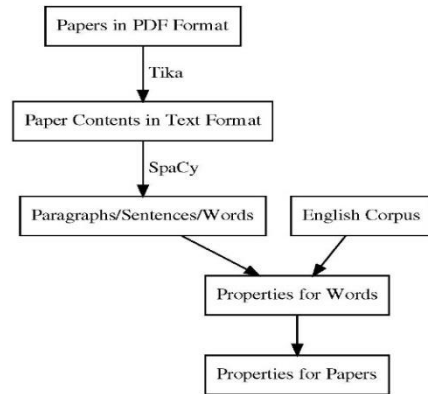 Papers in PDF Format
Tika
Paper Contents in Text Format
SpaCy
Paragraphs/Sentences/Words
English Corpus
Properties for Words
Properties for Papers